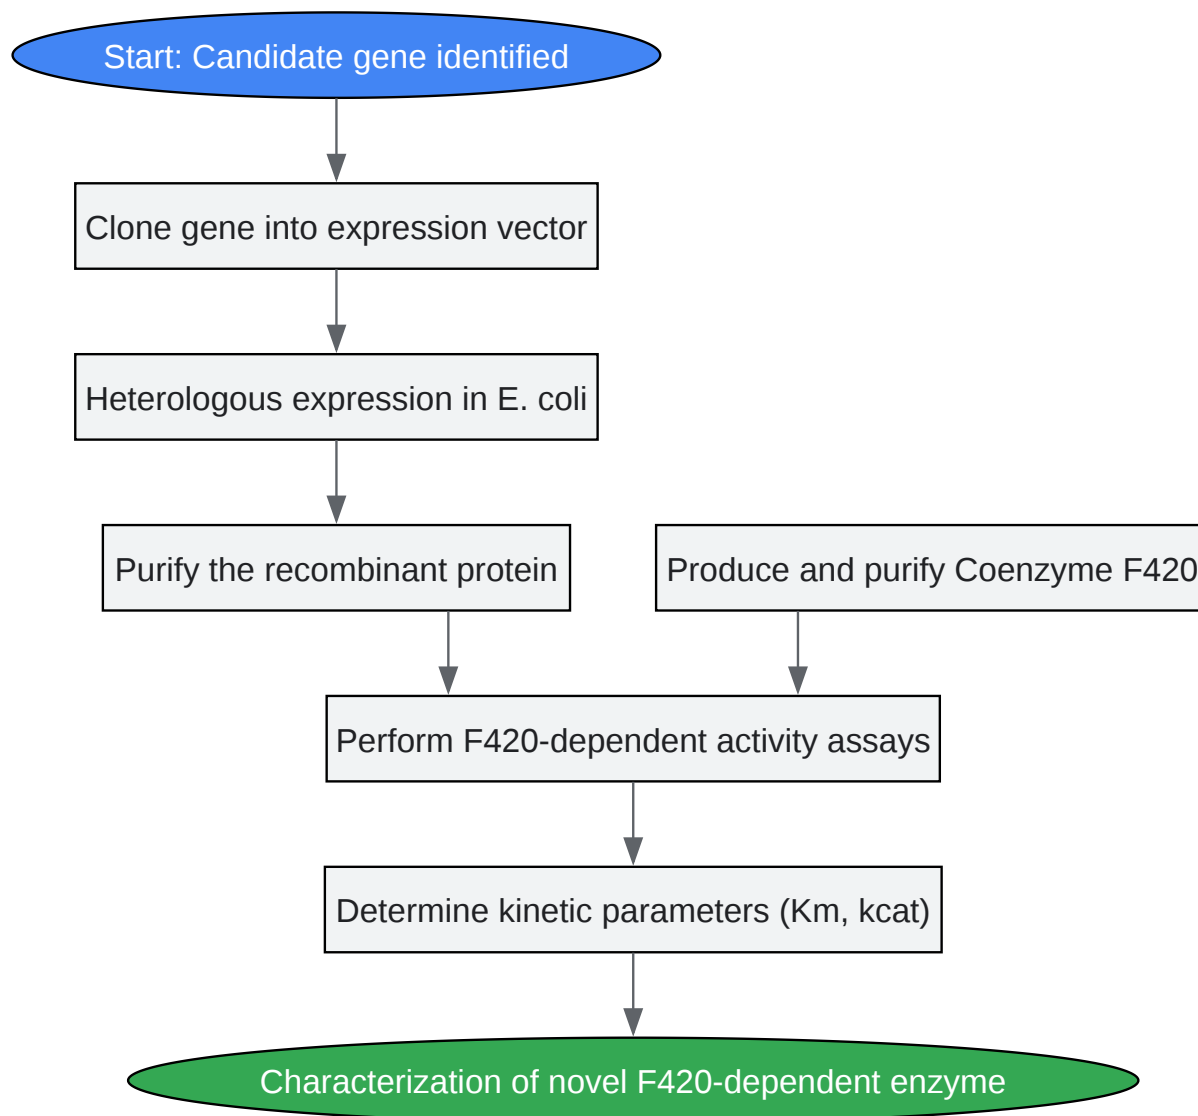 Start: Candidate gene identified
Clone gene into expression vector
Heterologous expression in E. coli
Purify the recombinant protein
Produce and purify Coenzyme F420
Perform F420-dependent activity assays
Determine kinetic parameters (Km, kcat)
Characterization of novel F420-dependent enzyme